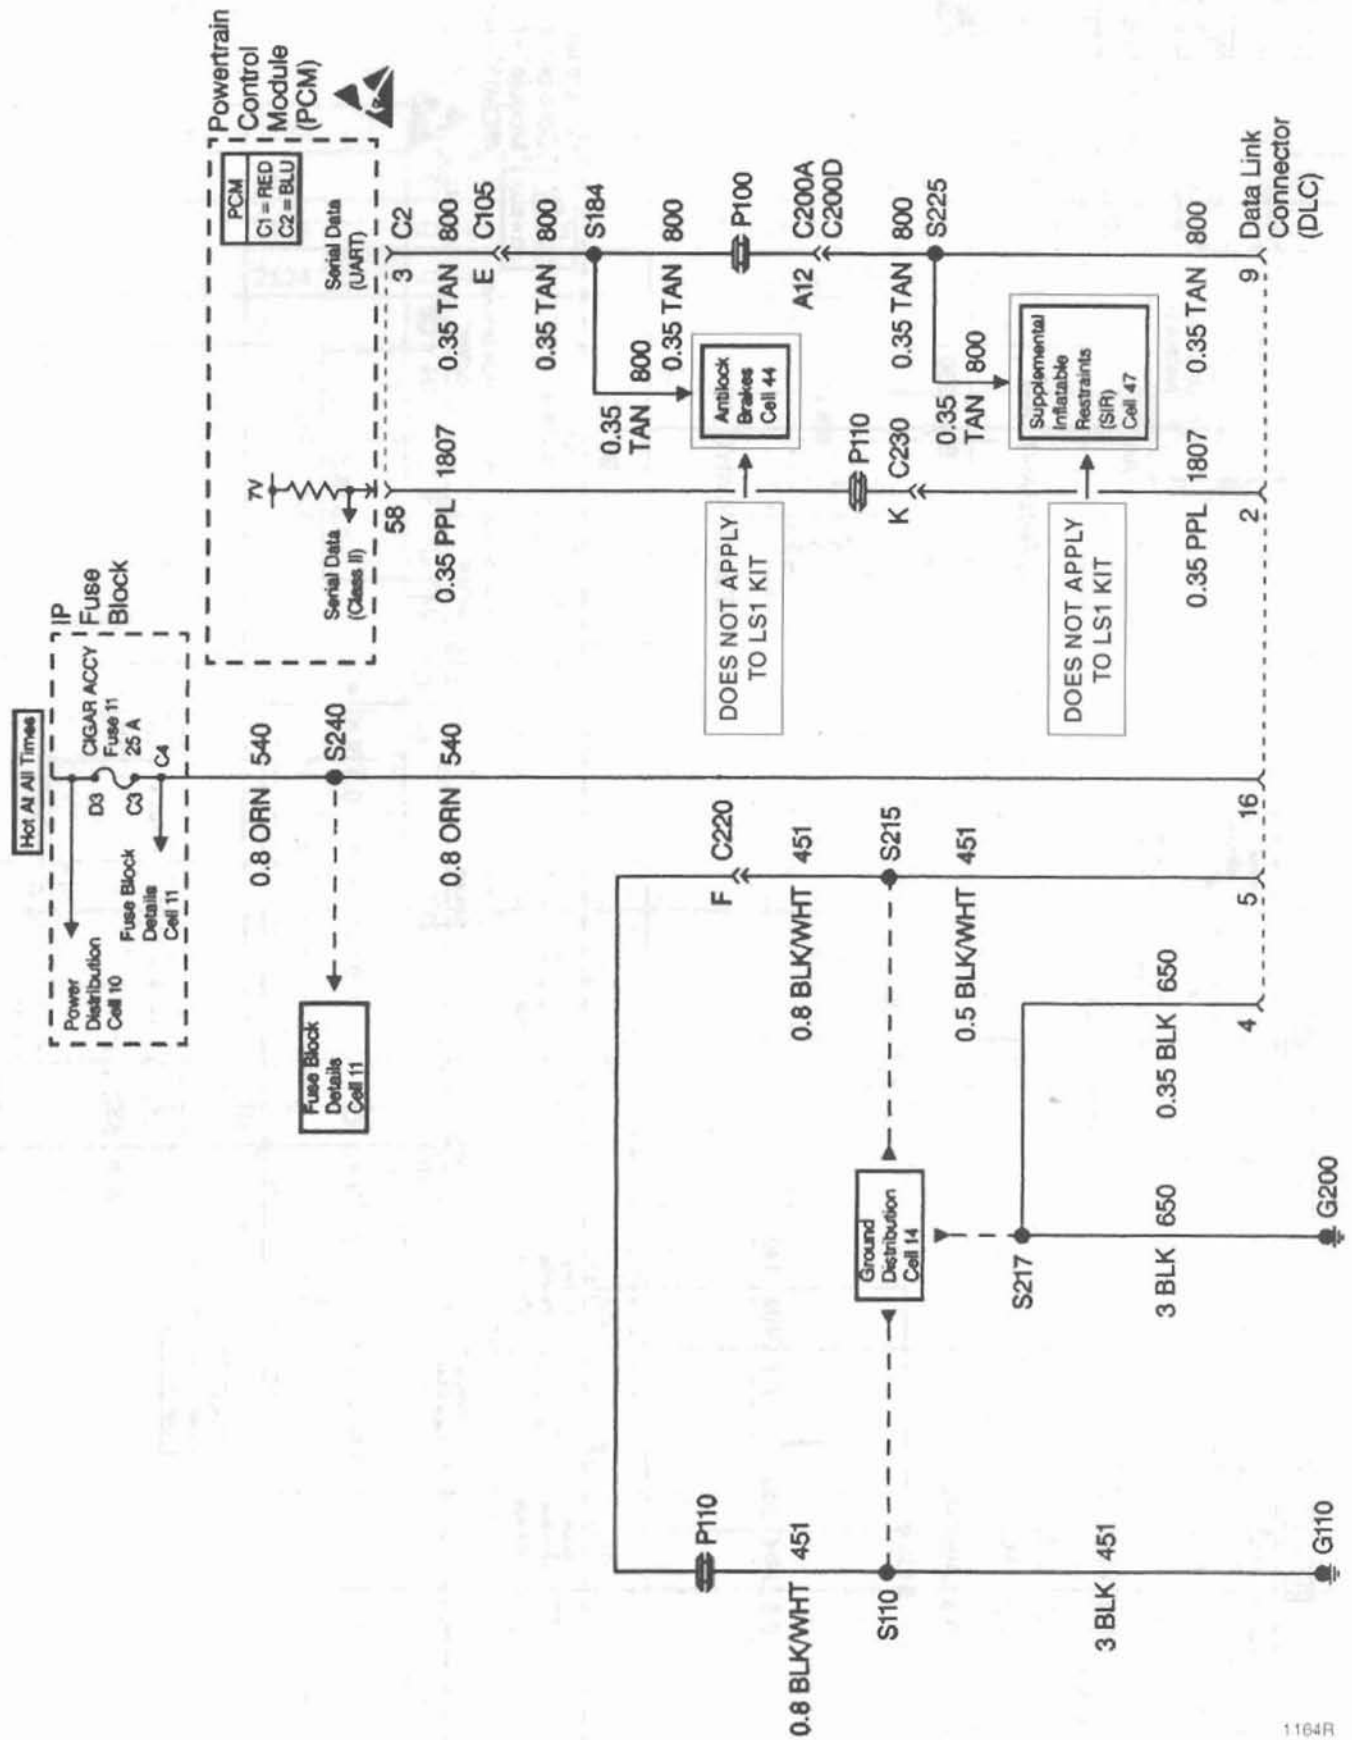 Hot At All Times
IP
Fuse
Block
CIGAR ACCY
Fuse 11
25 A
D3
C3
C4
Power
Distribution
Cell 10
Fuse Block
Details
Cell 11
Powertrain
Control
Module
(PCM)
PCM
C1 = RED
C2 = BLU
7V
Serial Data
(Class II)
Serial Data
(UART)
58
3
C2
0.8 ORN 540
S240
0.8 ORN 540
Fuse Block
Details
Cell 11
0.35 PPL 1807
0.35 TAN 800
E
C105
0.35 TAN 800
S184
0.35
TAN 800
0.35 TAN 800
Antilock
Brakes
Cell 44
P100
A12
C200A
C200D
DOES NOT APPLY
TO LS1 KIT
P110
K
C230
0.35 TAN 800
S225
0.35
TAN 800
Supplemental
Inflatable
Restraints
(SIR)
Cell 47
DOES NOT APPLY
TO LS1 KIT
0.35 PPL 1807
0.35 TAN 800
F
C220
P110
0.8 BLK/WHT 451
0.8 BLK/WHT 451
S110
S215
Ground
Distribution
Cell 14
0.5 BLK/WHT 451
S217
3 BLK 451
3 BLK 650
0.35 BLK 650
4
5
16
2
9
Data Link
Connector
(DLC)
G110
G200
1164R